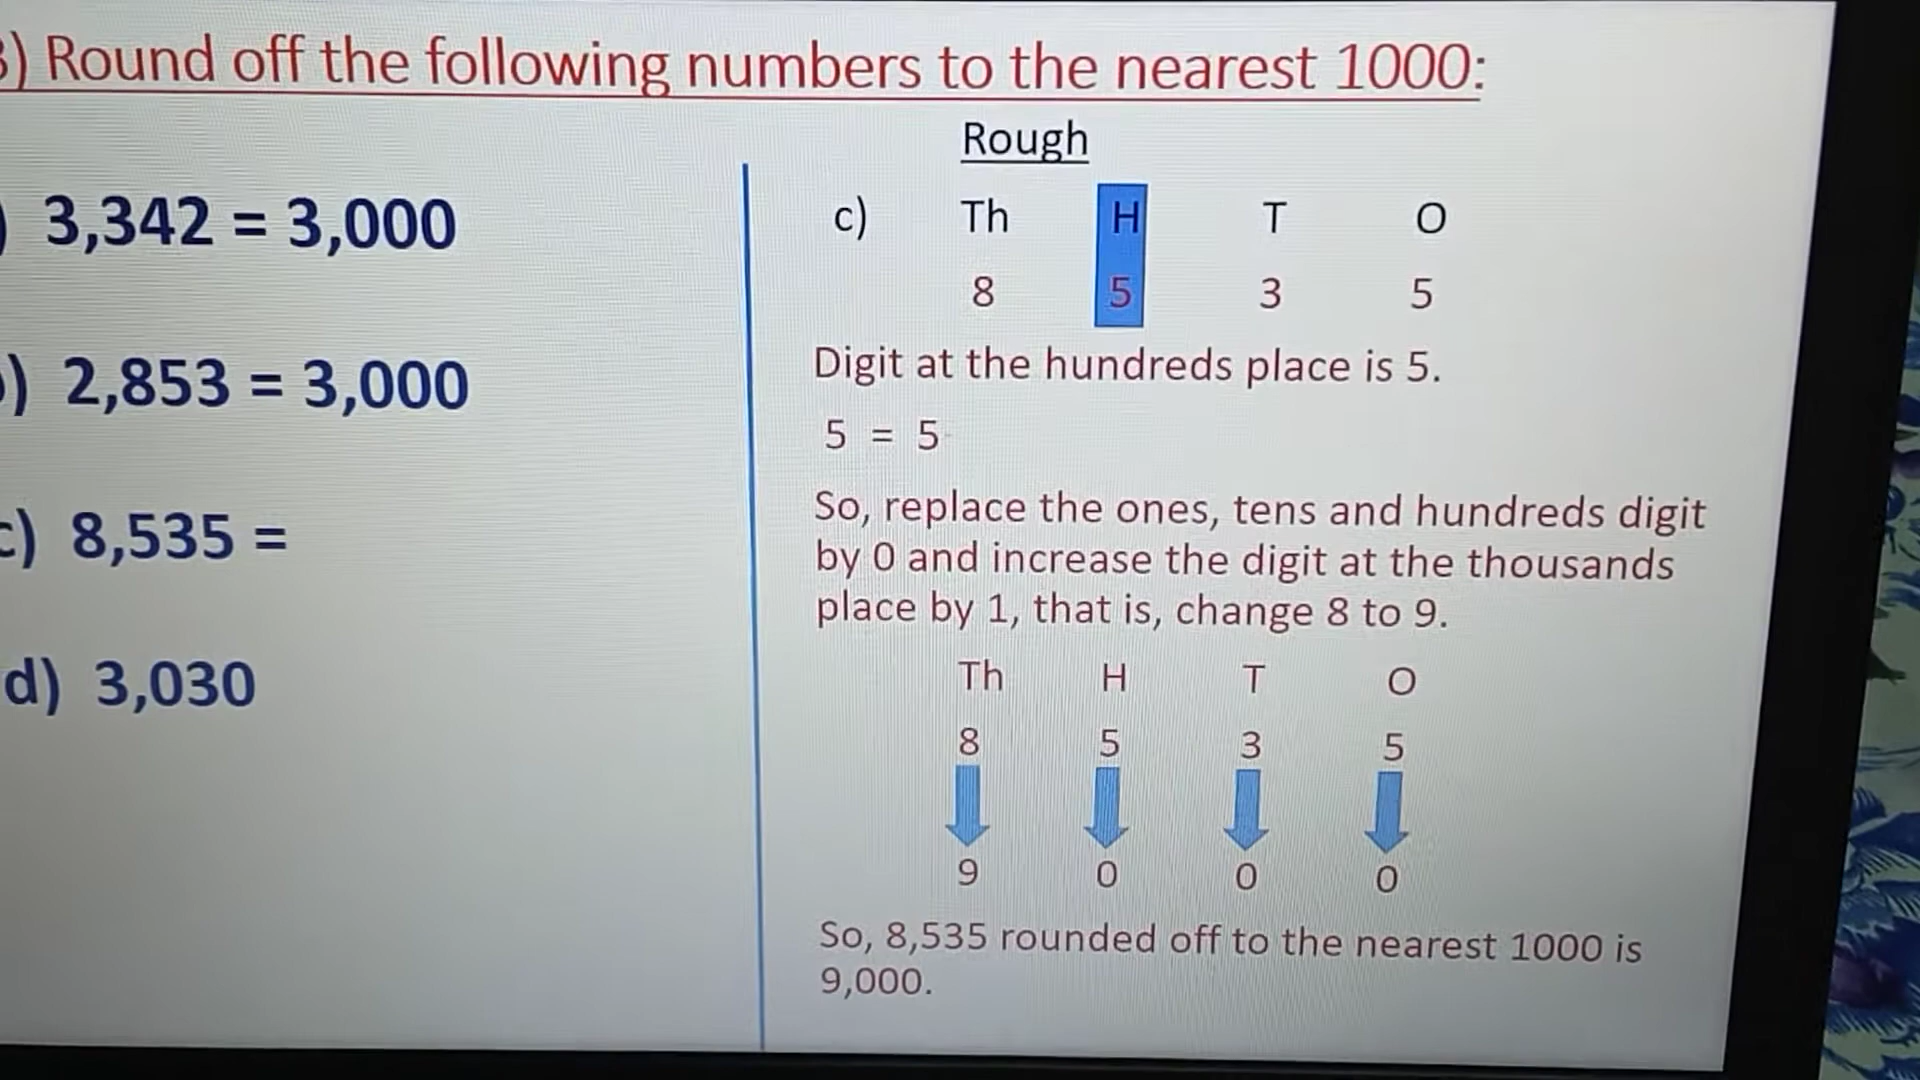 ) Round off the following numbers to the nearest 1000:
) 3,342 = 3,000
) 2,853 = 3,000
c) 8,535 =
d) 3,030
Rough
c) Th H T O
8 5 3 5
Digit at the hundreds place is 5.
5 = 5
So, replace the ones, tens and hundreds digit
by 0 and increase the digit at the thousands
place by 1, that is, change 8 to 9.
Th H T O
8 5 3 5
9 0 0 0
So, 8,535 rounded off to the nearest 1000 is
9,000.